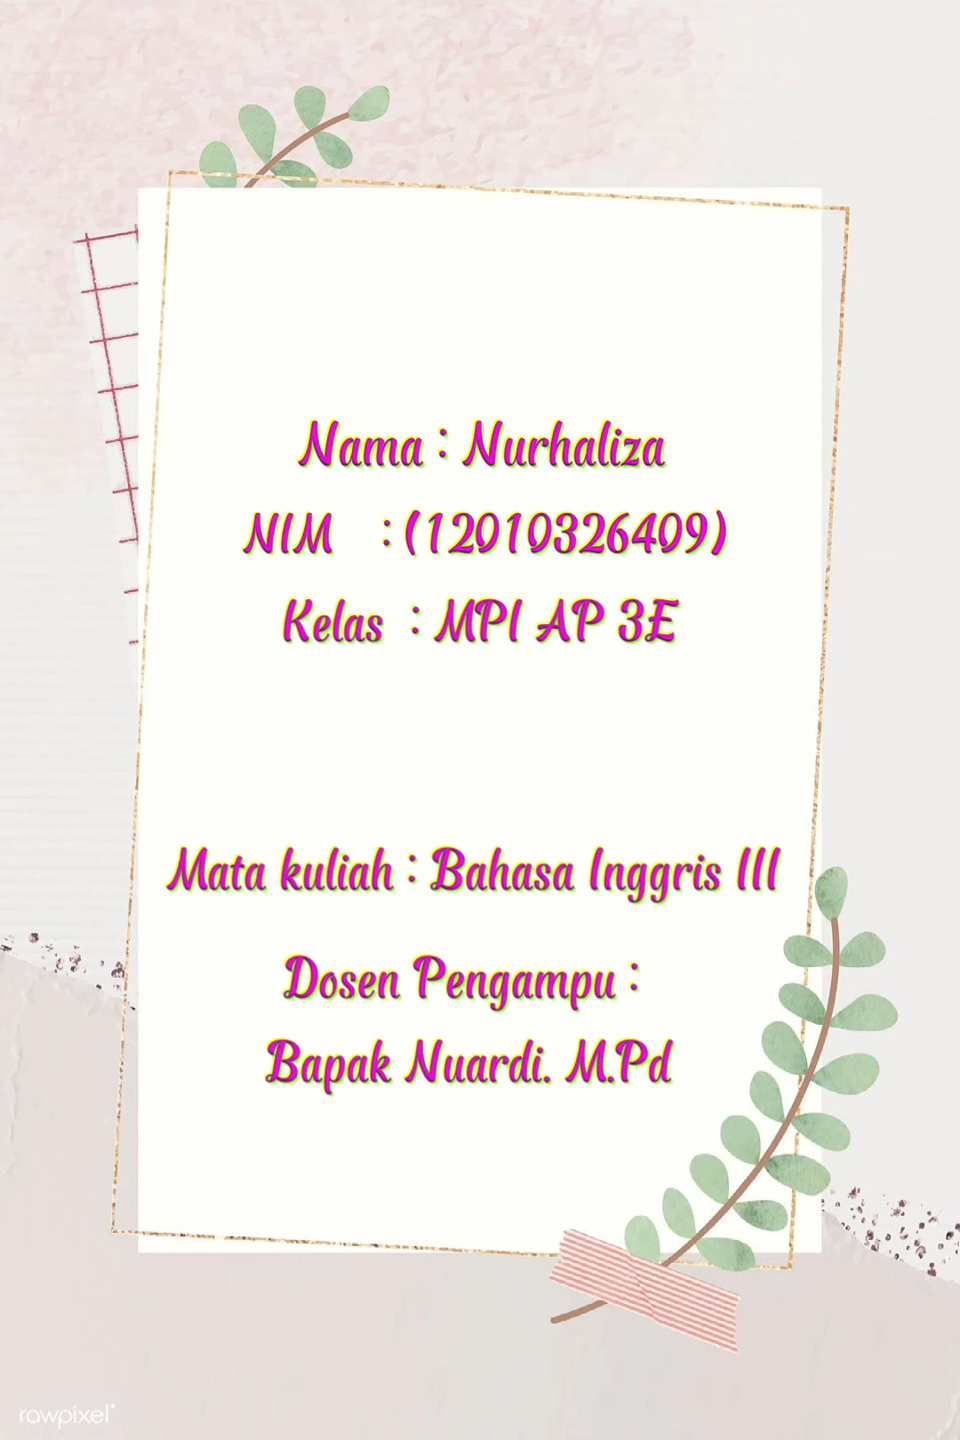 Nama : Nurhaliza
NIM : (12010326409)
Kelas : MPI AP 3E
Mata kuliah : Bahasa Inggris III
Dosen Pengampu :
Bapak Nuardi. M.Pd
rawpixel